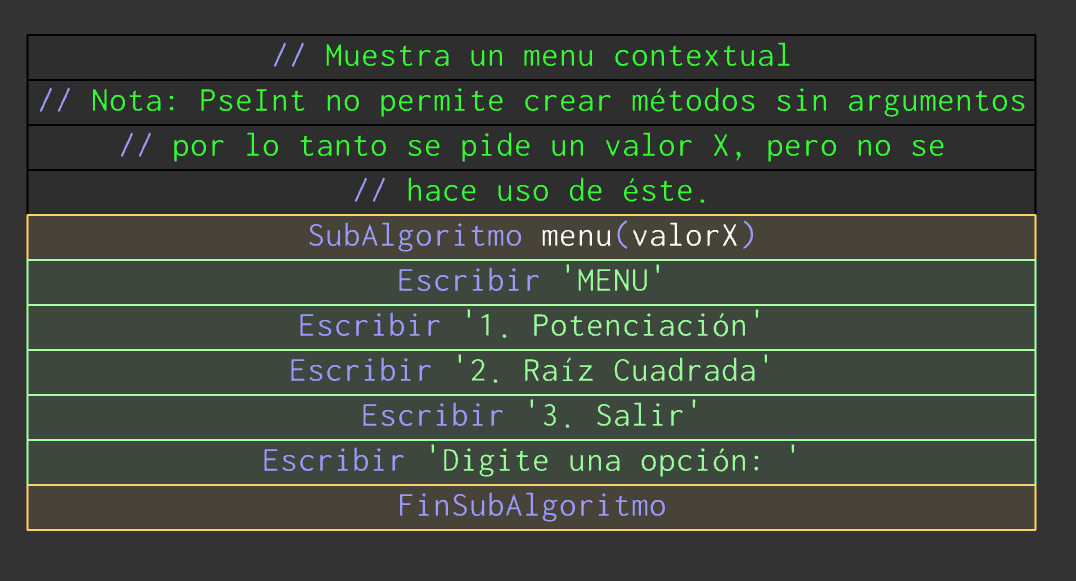 // Muestra un menu contextual
// Nota: PseInt no permite crear métodos sin argumentos
// por lo tanto se pide un valor X, pero no se
// hace uso de éste.
SubAlgoritmo menu(valorX)
Escribir 'MENU'
Escribir '1. Potenciación'
Escribir '2. Raíz Cuadrada'
Escribir '3. Salir'
Escribir 'Digite una opción: '
FinSubAlgoritmo